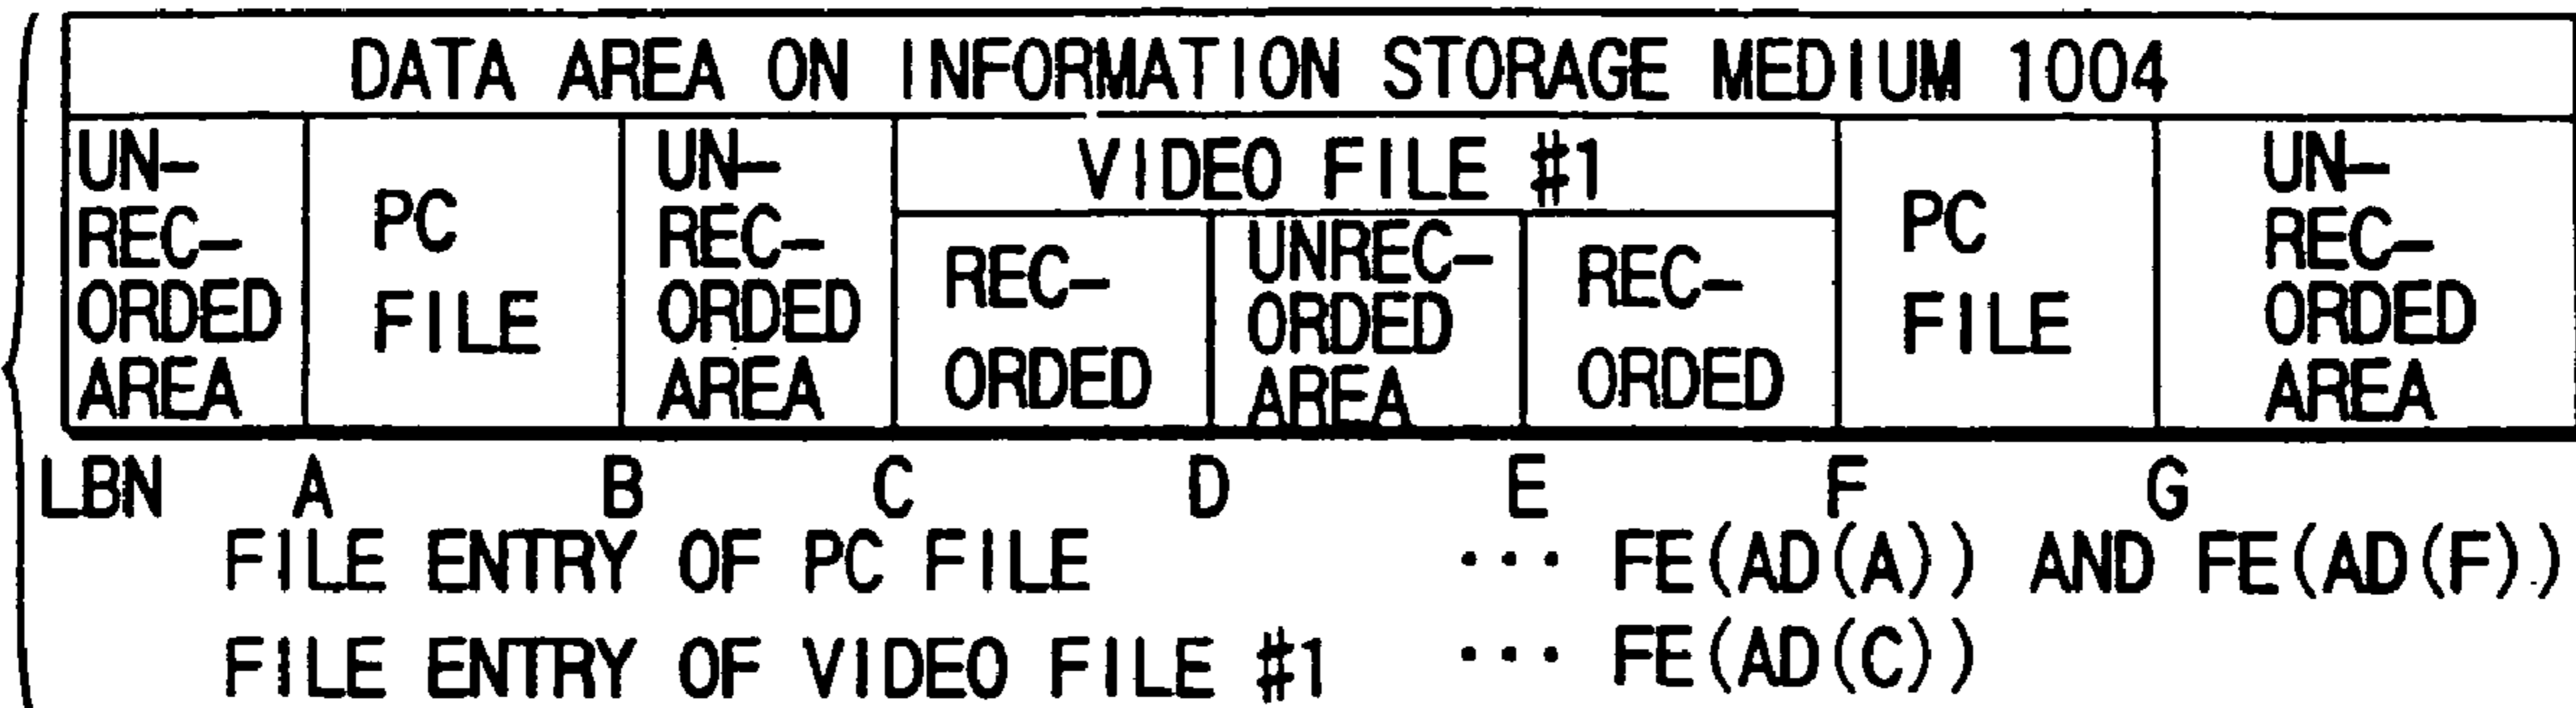 DATA AREA ON INFORMATION STORAGE MEDIUM 1004
UN-
REC-
ORDED
AREA
PC
FILE
UN-
REC-
ORDED
AREA
VIDEO FILE #1
REC-
ORDED
UNREC-
ORDED
AREA
REC-
ORDED
PC
FILE
UN-
REC-
ORDED
AREA
LBN A B C D E F G
FILE ENTRY OF PC FILE ··· FE(AD(A)) AND FE(AD(F))
FILE ENTRY OF VIDEO FILE #1 ··· FE(AD(C))